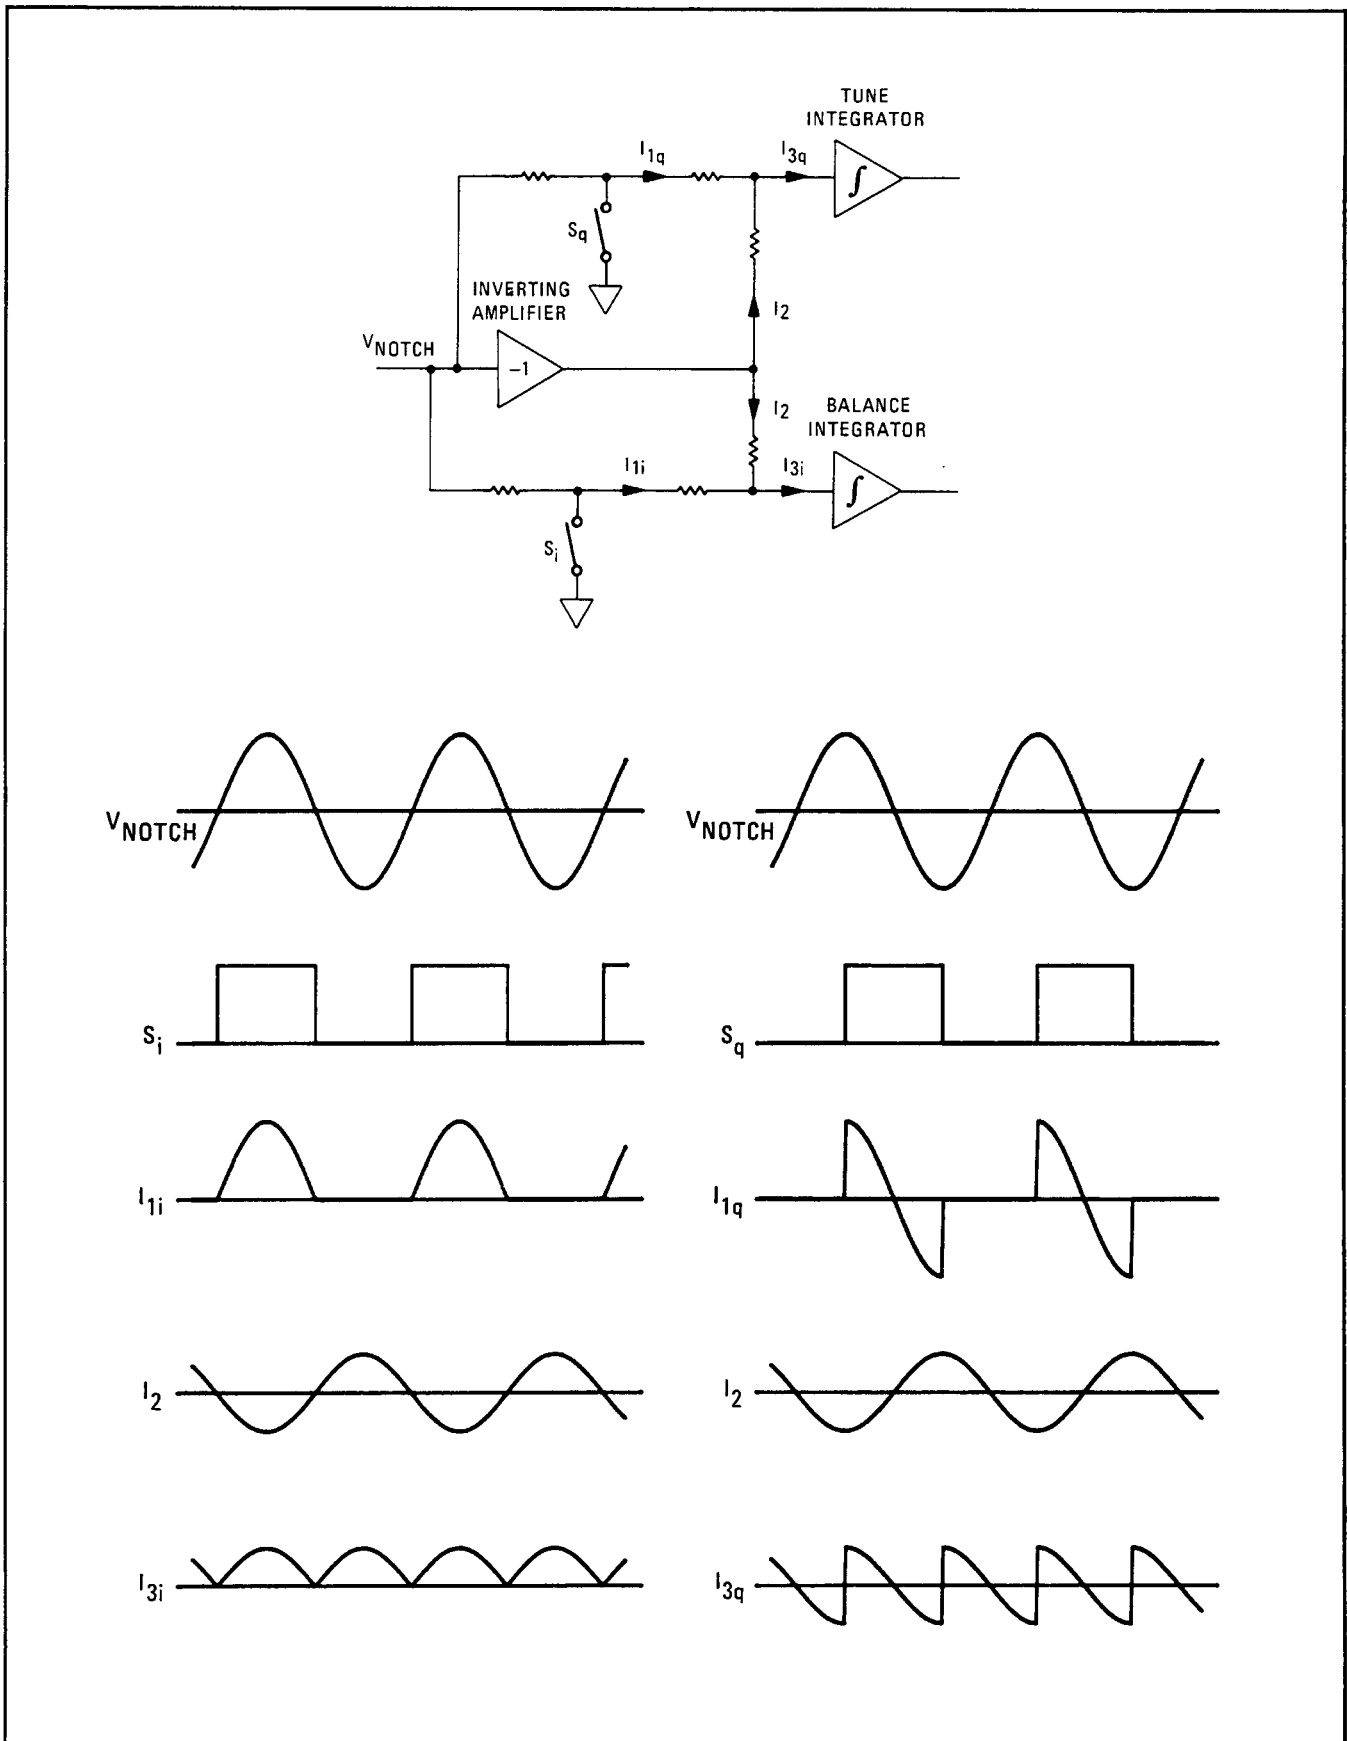 TUNE
INTEGRATOR
I1q
I3q
∫
Sq
INVERTING
AMPLIFIER
I2
VNOTCH
–1
I2
BALANCE
INTEGRATOR
I1i
I3i
∫
Si
VNOTCH
VNOTCH
Si
Sq
I1i
I1q
I2
I2
I3i
I3q